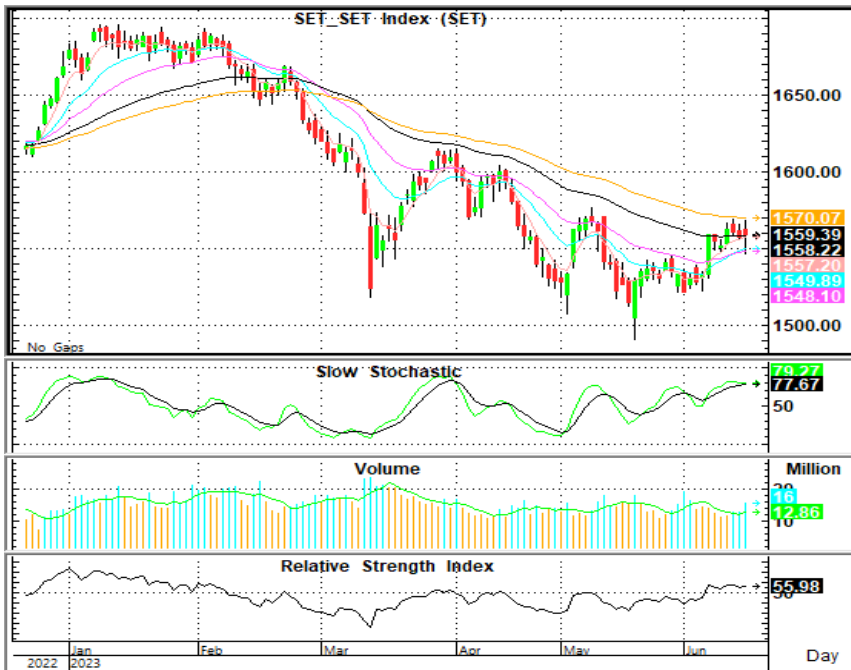 SET_SET Index (SET)
1650.00
1600.00
1570.07
1559.39
1558.22
1557.20
1549.89
1548.10
1500.00
No Gaps
Slow Stochastic
79.27
77.67
50
Volume
Million
16
12.86
10
Relative Strength Index
55.98
Jan
Feb
Mar
Apr
May
Jun
2022
2023
Day